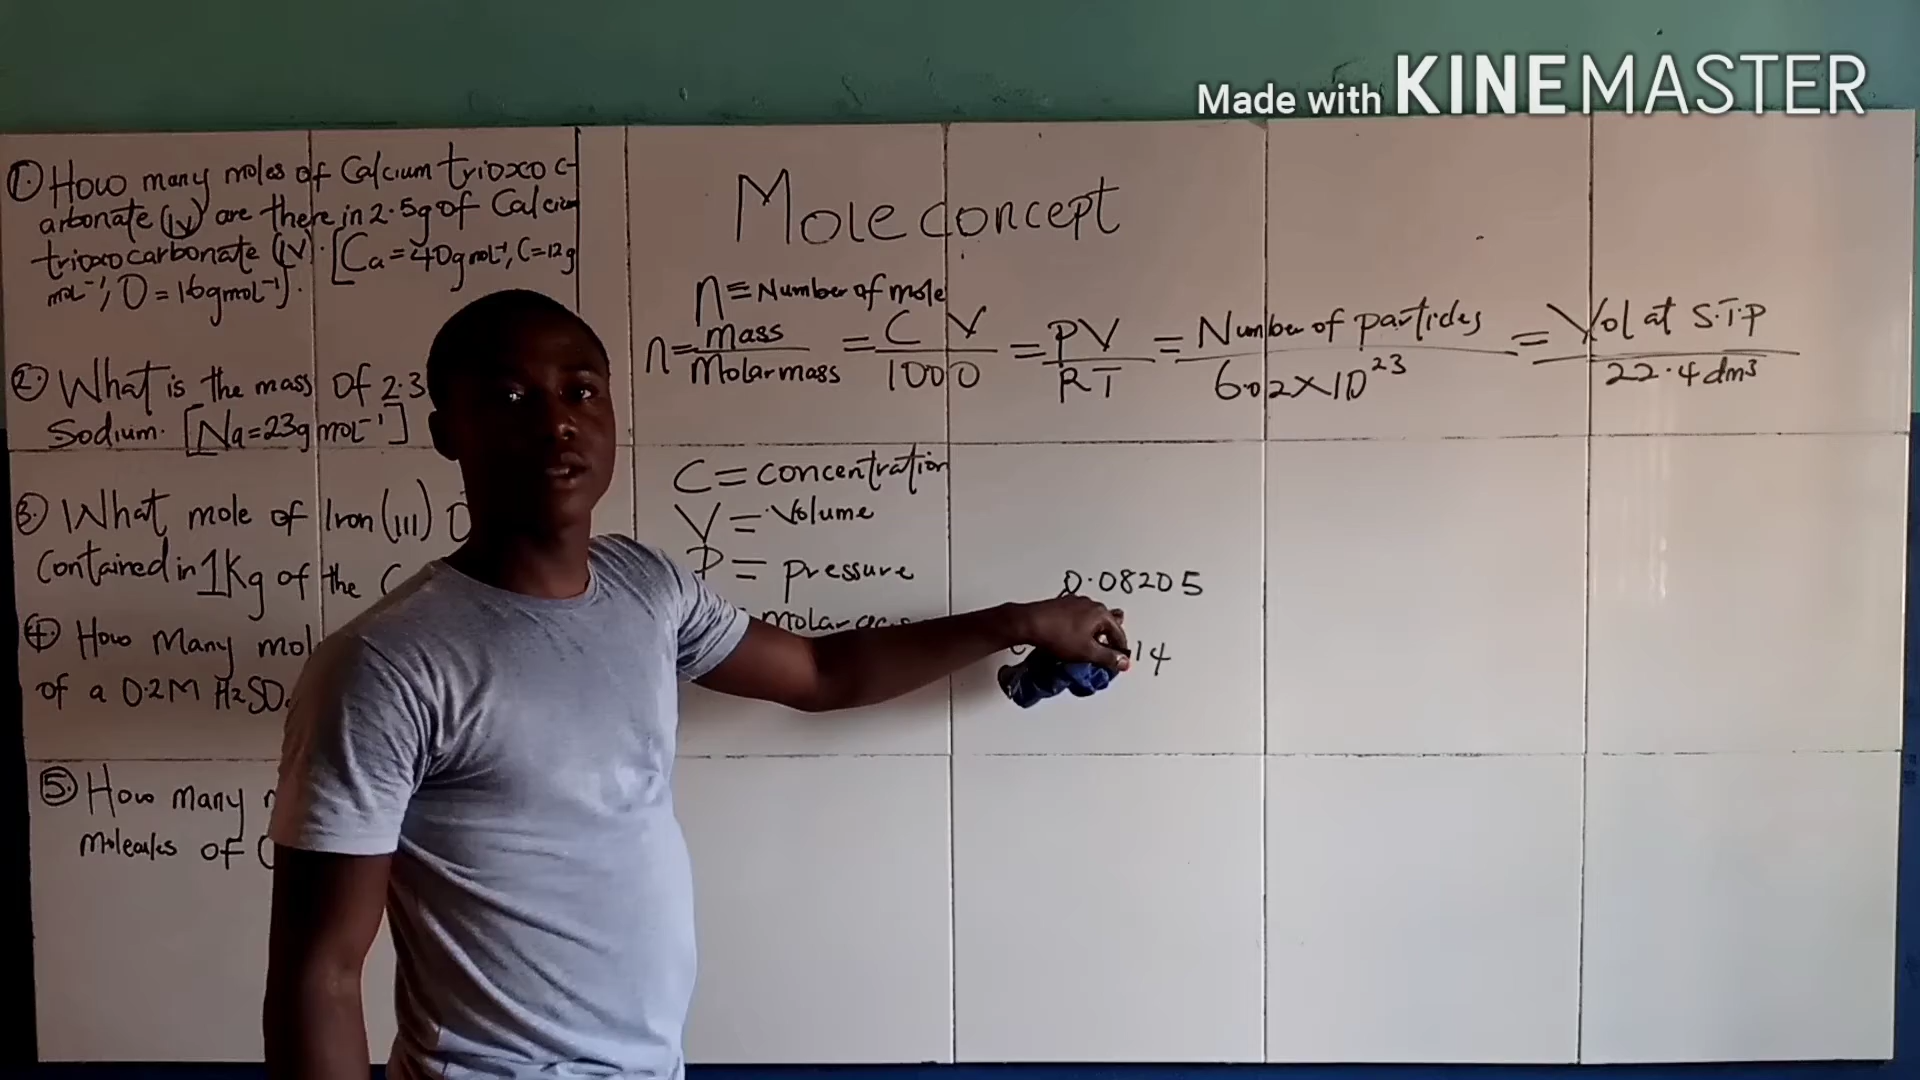 Made with KINEMASTER
① How many moles of Calcium trioxo c-
arbonate (IV) are there in 2.5g of Calcium
trioxocarbonate (IV). [Ca=40gmol⁻¹, C=12g
mol⁻¹, O=16gmol⁻¹].
② What is the mass of 2.3
Sodium. [Na=23gmol⁻¹]
③ What mole of Iron (III) O
Contained in 1Kg of the
④ How Many mol
of a 0.2M H₂SO
⑤ How many
Molecules of
Mole concept
n = Number of mole
n = mass/Molar mass = C V/1000 = PV/RT = Number of particles/6.02×10²³ = Vol at S.T.P/22.4dm³
C = concentration
V = Volume
P = pressure
molar gas
0.08205
14